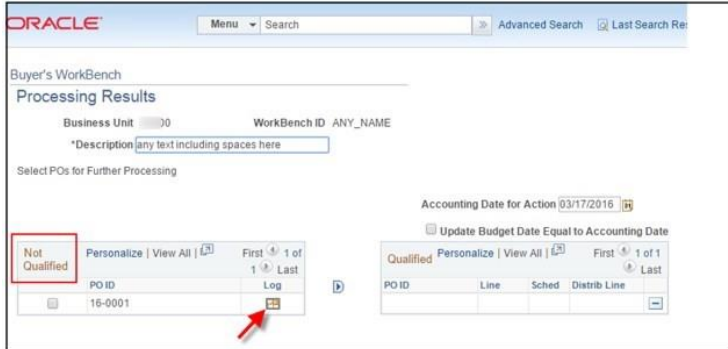 ORACLE
Menu Search Advanced Search Last Search Res
Buyer's WorkBench
Processing Results
Business Unit 00 WorkBench ID ANY_NAME
*Description any text including spaces here
Select POs for Further Processing
Accounting Date for Action 03/17/2016
Update Budget Date Equal to Accounting Date
Not Qualified Personalize | View All | First 1 of 1 Last
PO ID Log
16-0001
Qualified Personalize | View All | First 1 of 1 Last
PO ID Line Sched Distrib Line